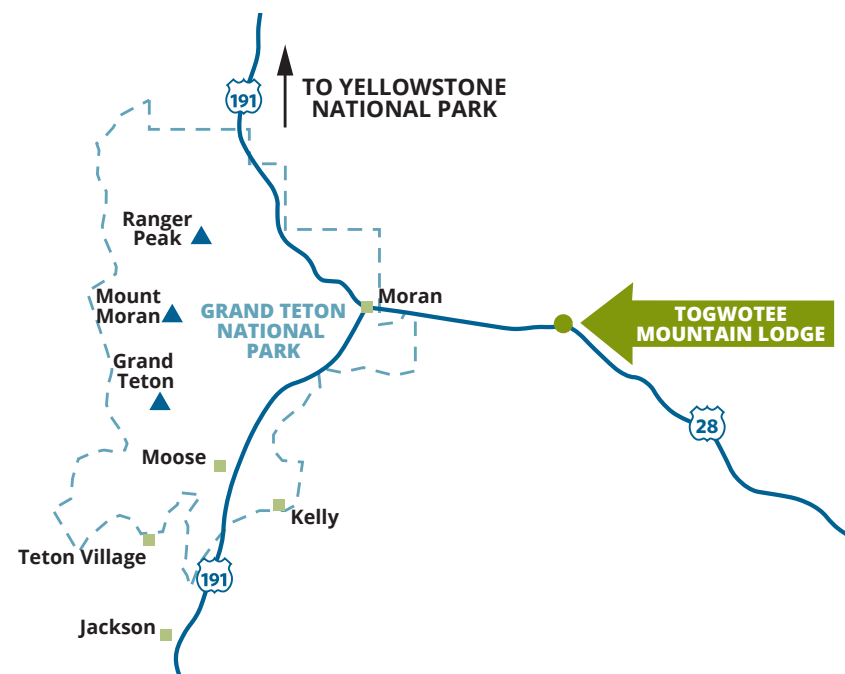 191
TO YELLOWSTONE
NATIONAL PARK
Ranger
Peak
Mount
Moran
GRAND TETON
NATIONAL
PARK
Moran
TOGWOTEE
MOUNTAIN LODGE
Grand
Teton
28
Moose
Kelly
Teton Village
191
Jackson